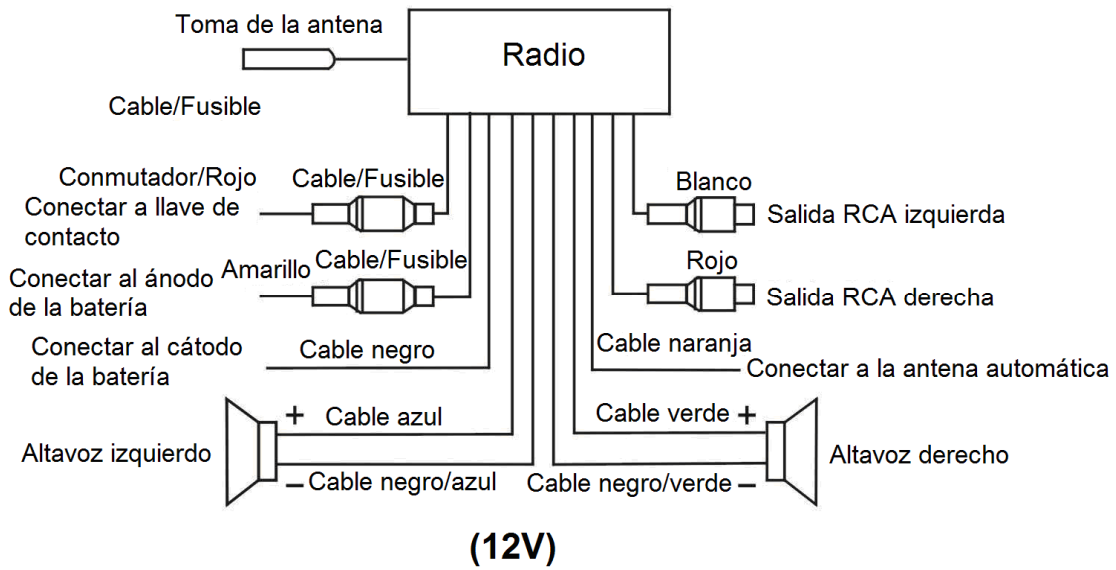 Toma de la antena
Radio
Cable/Fusible
Conmutador/Rojo
Cable/Fusible
Conectar a llave de
contacto
Blanco
Salida RCA izquierda
Conectar al ánodo
de la batería
Amarillo
Cable/Fusible
Rojo
Salida RCA derecha
Conectar al cátodo
de la batería
Cable negro
Cable naranja
Conectar a la antena automática
Altavoz izquierdo
+
Cable azul
− Cable negro/azul
Cable verde +
Cable negro/verde −
Altavoz derecho
(12V)